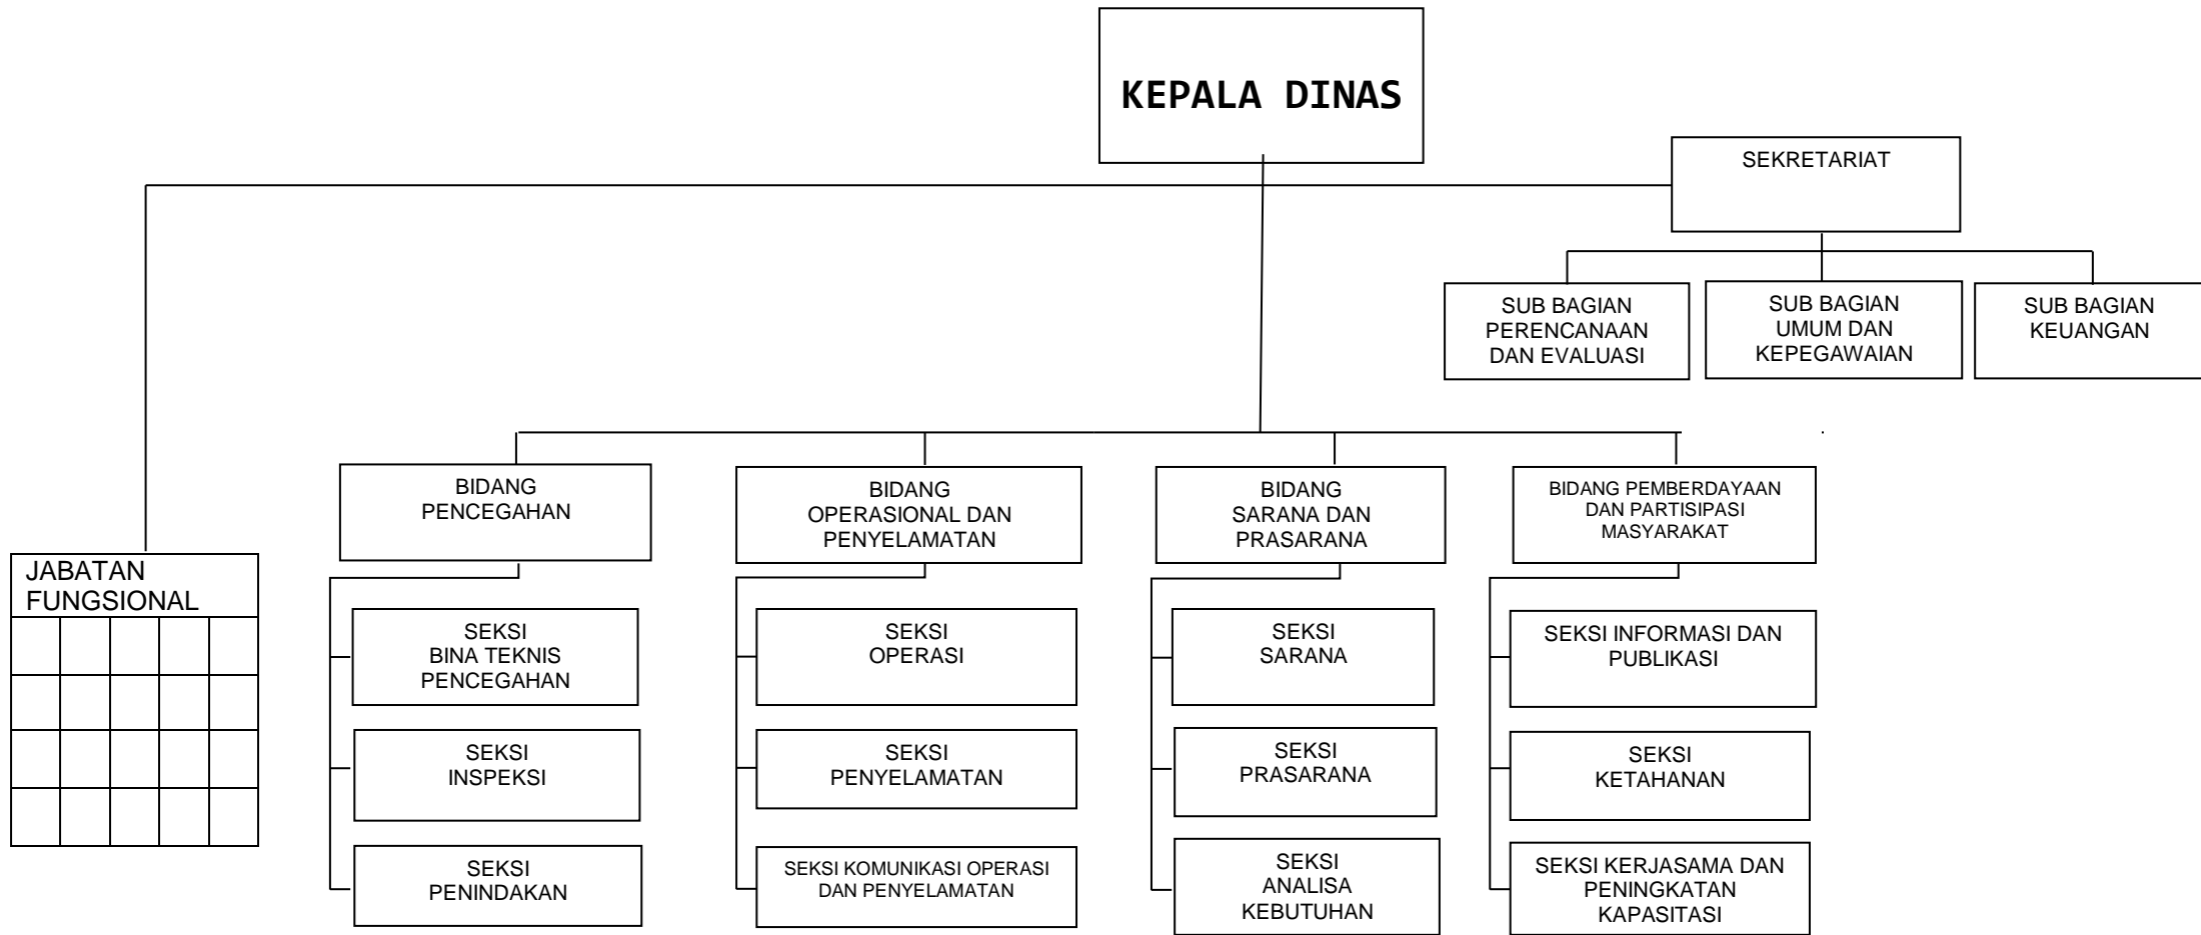 KEPALA DINAS
SEKRETARIAT
SUB BAGIAN
PERENCANAAN
DAN EVALUASI
SUB BAGIAN
UMUM DAN
KEPEGAWAIAN
SUB BAGIAN
KEUANGAN
BIDANG
PENCEGAHAN
BIDANG
OPERASIONAL DAN
PENYELAMATAN
BIDANG
SARANA DAN
PRASARANA
BIDANG PEMBERDAYAAN
DAN PARTISIPASI
MASYARAKAT
JABATAN
FUNGSIONAL
SEKSI
BINA TEKNIS
PENCEGAHAN
SEKSI
OPERASI
SEKSI
SARANA
SEKSI INFORMASI DAN
PUBLIKASI
SEKSI
INSPEKSI
SEKSI
PENYELAMATAN
SEKSI
PRASARANA
SEKSI
KETAHANAN
SEKSI
PENINDAKAN
SEKSI KOMUNIKASI OPERASI
DAN PENYELAMATAN
SEKSI
ANALISA
KEBUTUHAN
SEKSI KERJASAMA DAN
PENINGKATAN
KAPASITASI